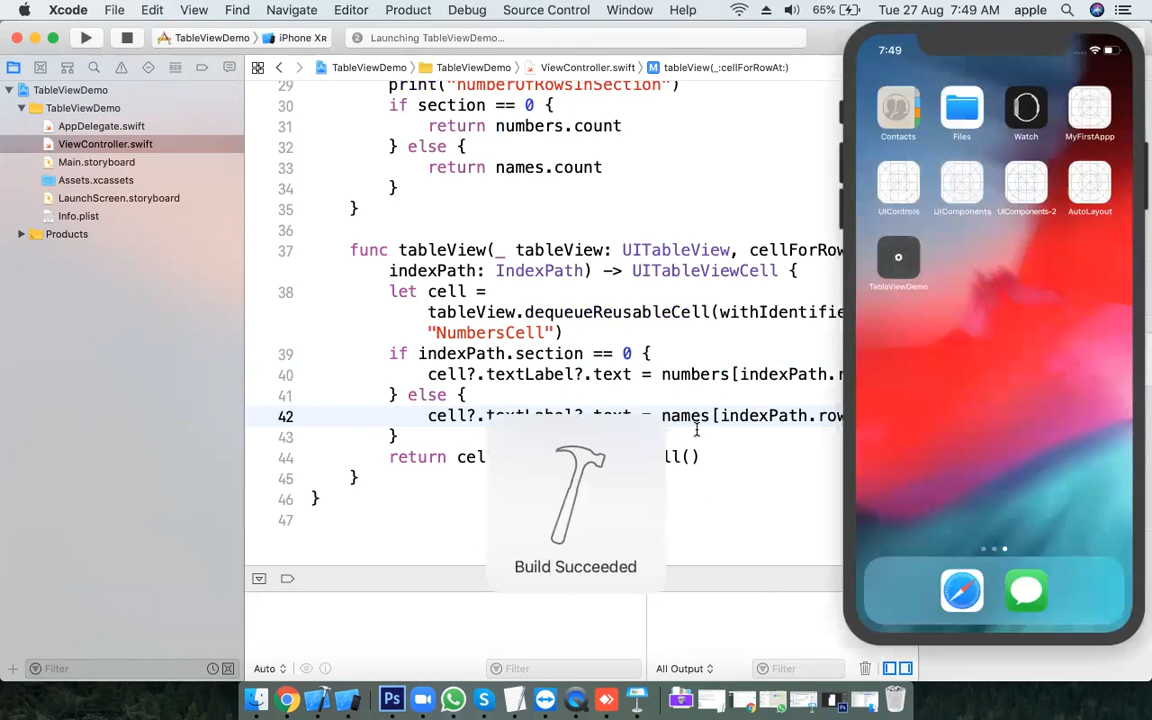 Xcode File Edit View Find Navigate Editor Product Debug Source Control Window Help 65% Tue 27 Aug 7:49 AM apple
TableViewDemo iPhone XR 2 Launching TableViewDemo...
7:49
TableViewDemo TableViewDemo ViewController.swift M tableView(_:cellForRowAt:)
TableViewDemo
TableViewDemo
AppDelegate.swift
ViewController.swift
Main.storyboard
Assets.xcassets
LaunchScreen.storyboard
Info.plist
Products
29 print("numberOfRowsInSection")
30 if section == 0 {
31 return numbers.count
32 } else {
33 return names.count
34 }
35 }
36
37 func tableView(_ tableView: UITableView, cellForRow
indexPath: IndexPath) -> UITableViewCell {
38 let cell =
tableView.dequeueReusableCell(withIdentifie
"NumbersCell")
39 if indexPath.section == 0 {
40 cell?.textLabel?.text = numbers[indexPath.r
41 } else {
42 cell?.textLabel?.text = names[indexPath.row
43 }
44 return cel ll()
45 }
46 }
47
Build Succeeded
Contacts Files Watch MyFirstAppp
UIControls UIComponents UIComponents-2 AutoLayout
TableViewDemo
Filter
Auto Filter All Output Filter
Ps